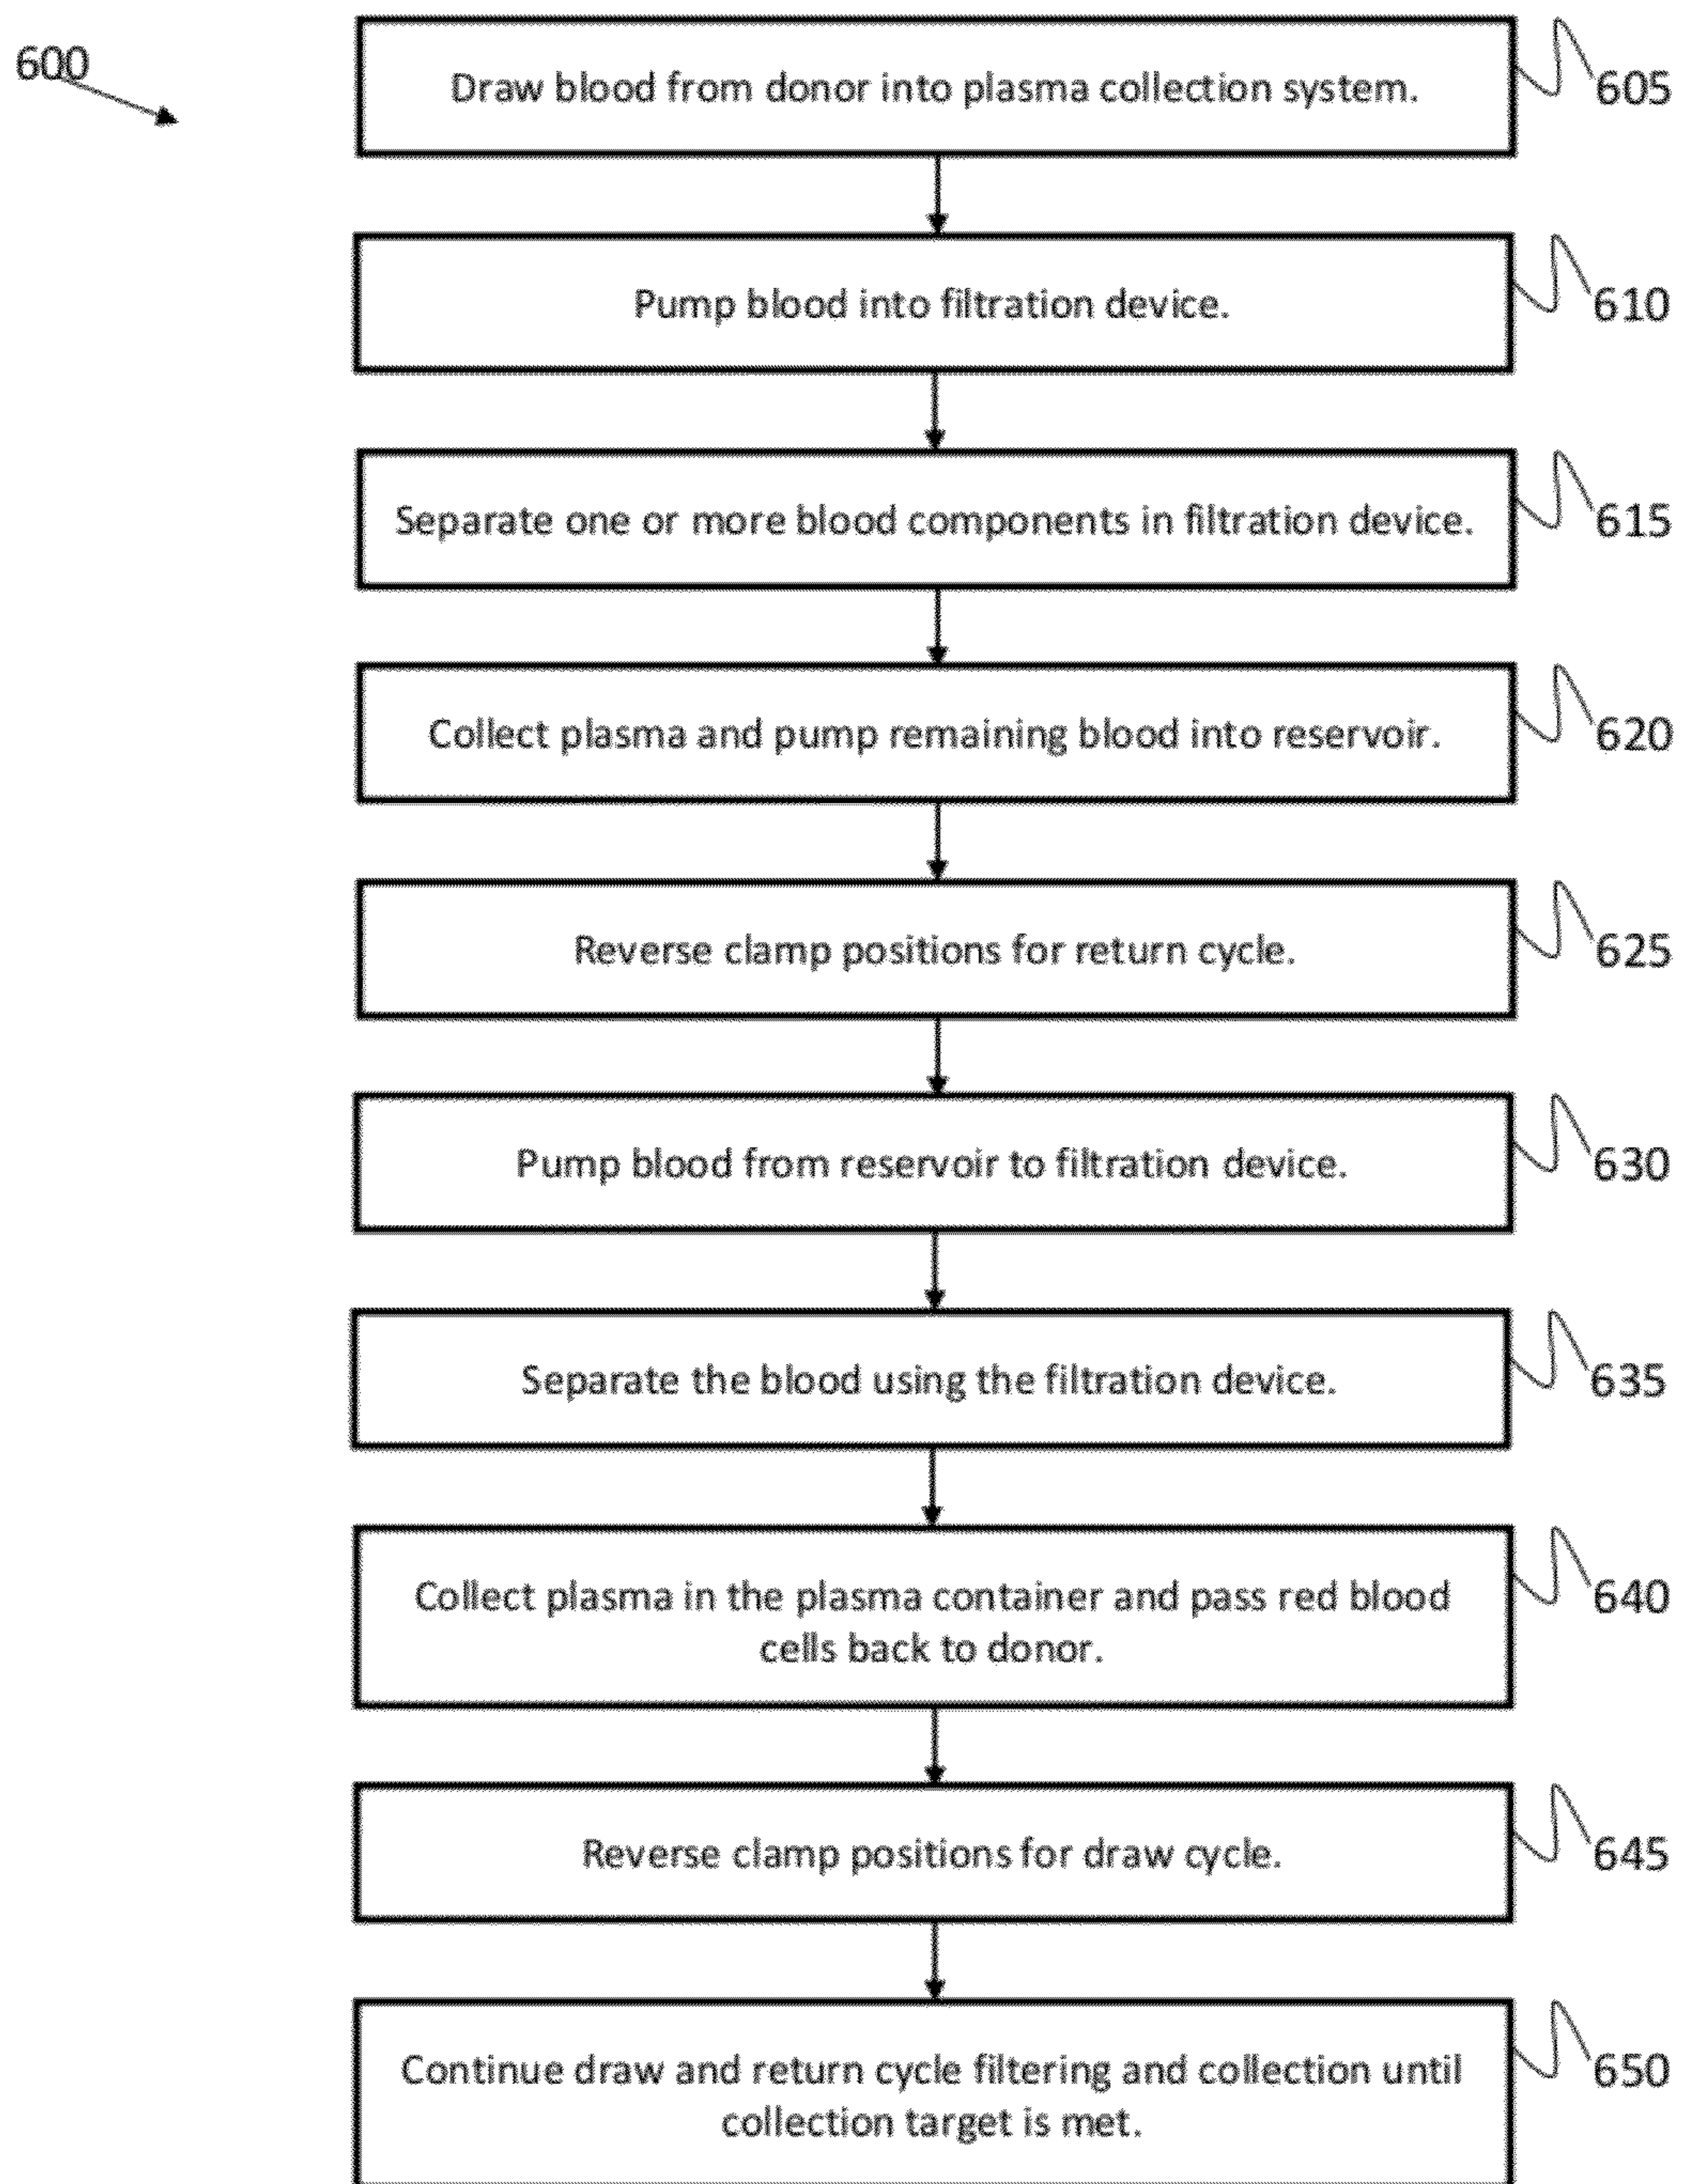 600
Draw blood from donor into plasma collection system.
605
Pump blood into filtration device.
610
Separate one or more blood components in filtration device.
615
Collect plasma and pump remaining blood into reservoir.
620
Reverse clamp positions for return cycle.
625
Pump blood from reservoir to filtration device.
630
Separate the blood using the filtration device.
635
Collect plasma in the plasma container and pass red blood
cells back to donor.
640
Reverse clamp positions for draw cycle.
645
Continue draw and return cycle filtering and collection until
collection target is met.
650